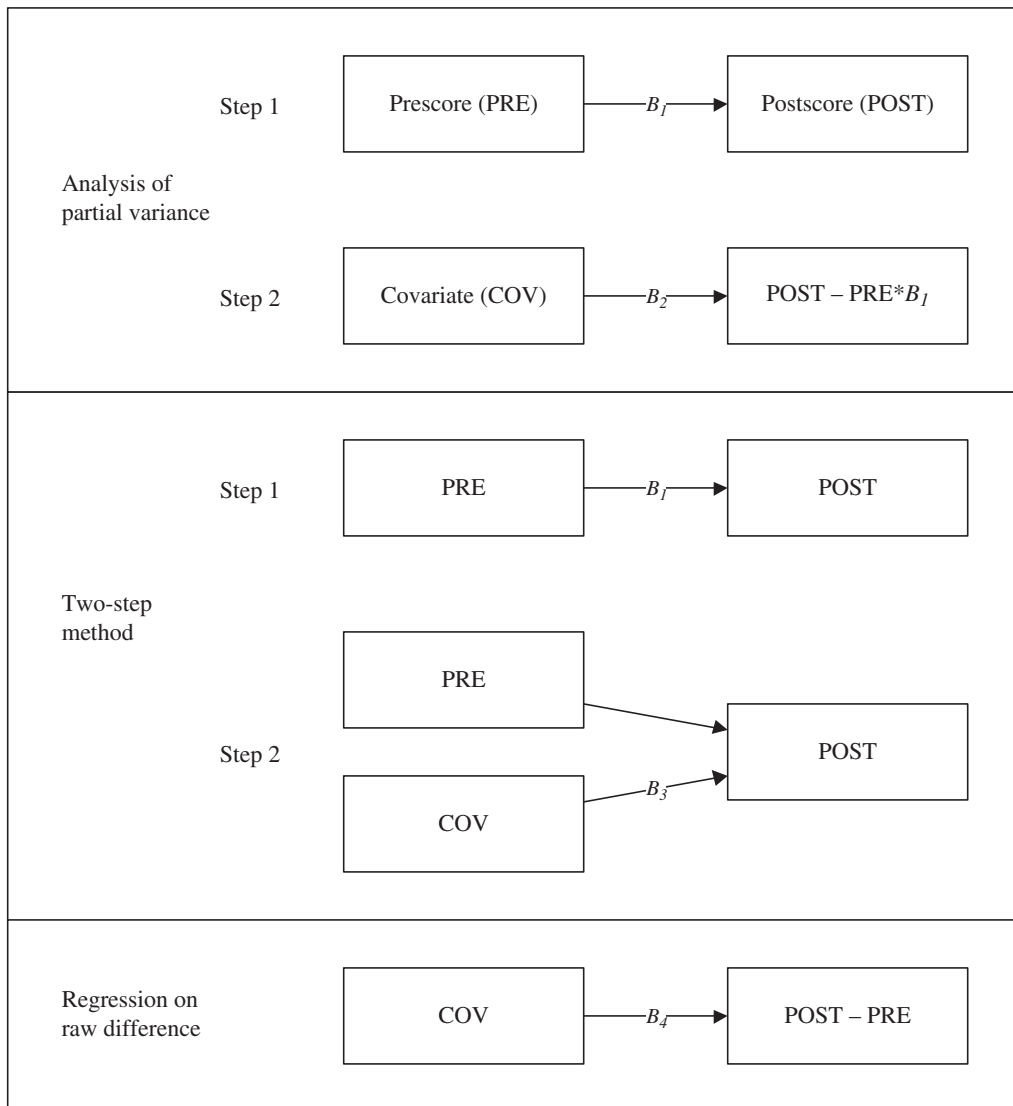 Step 1
Prescore (PRE)
B1
Postscore (POST)
Analysis of
partial variance
Step 2
Covariate (COV)
B2
POST – PRE*B1
Step 1
PRE
B1
POST
Two-step
method
Step 2
PRE
COV
B3
POST
Regression on
raw difference
COV
B4
POST – PRE